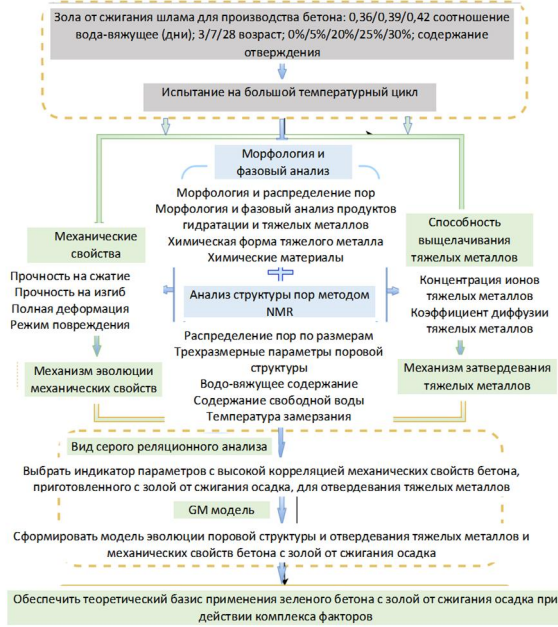 Зола от сжигания шлама для производства бетона: 0,36/0,39/0,42 соотношение
вода-вяжущее (дни); 3/7/28 возраст; 0%/5%/20%/25%/30%; содержание
отверждения
Испытание на большой температурный цикл
Морфология и
фазовый анализ
Морфология и распределение пор
Морфология и фазовый анализ продуктов
гидратации и тяжелых металлов
Химическая форма тяжелого металла
Химические материалы
Механические
свойства
Прочность на сжатие
Прочность на изгиб
Полная деформация
Режим повреждения
Механизм эволюции
механических свойств
Анализ структуры пор методом
NMR
Распределение пор по размерам
Трехразмерные параметры поровой
структуры
Водо-вяжущее содержание
Содержание свободной воды
Температура замерзания
Способность
выщелачивания
тяжелых металлов
Концентрация ионов
тяжелых металлов
Коэффициент диффузии
тяжелых металлов
Механизм затвердевания
тяжелых металлов
Вид серого реляционного анализа
Выбрать индикатор параметров с высокой корреляцией механических свойств бетона,
приготовленного с золой от сжигания осадка, для отвердевания тяжелых металлов
GM модель
Сформировать модель эволюции поровой структуры и отвердевания тяжелых металлов и
механических свойств бетона с золой от сжигания осадка
Обеспечить теоретический базис применения зеленого бетона с золой от сжигания осадка при
действии комплекса факторов